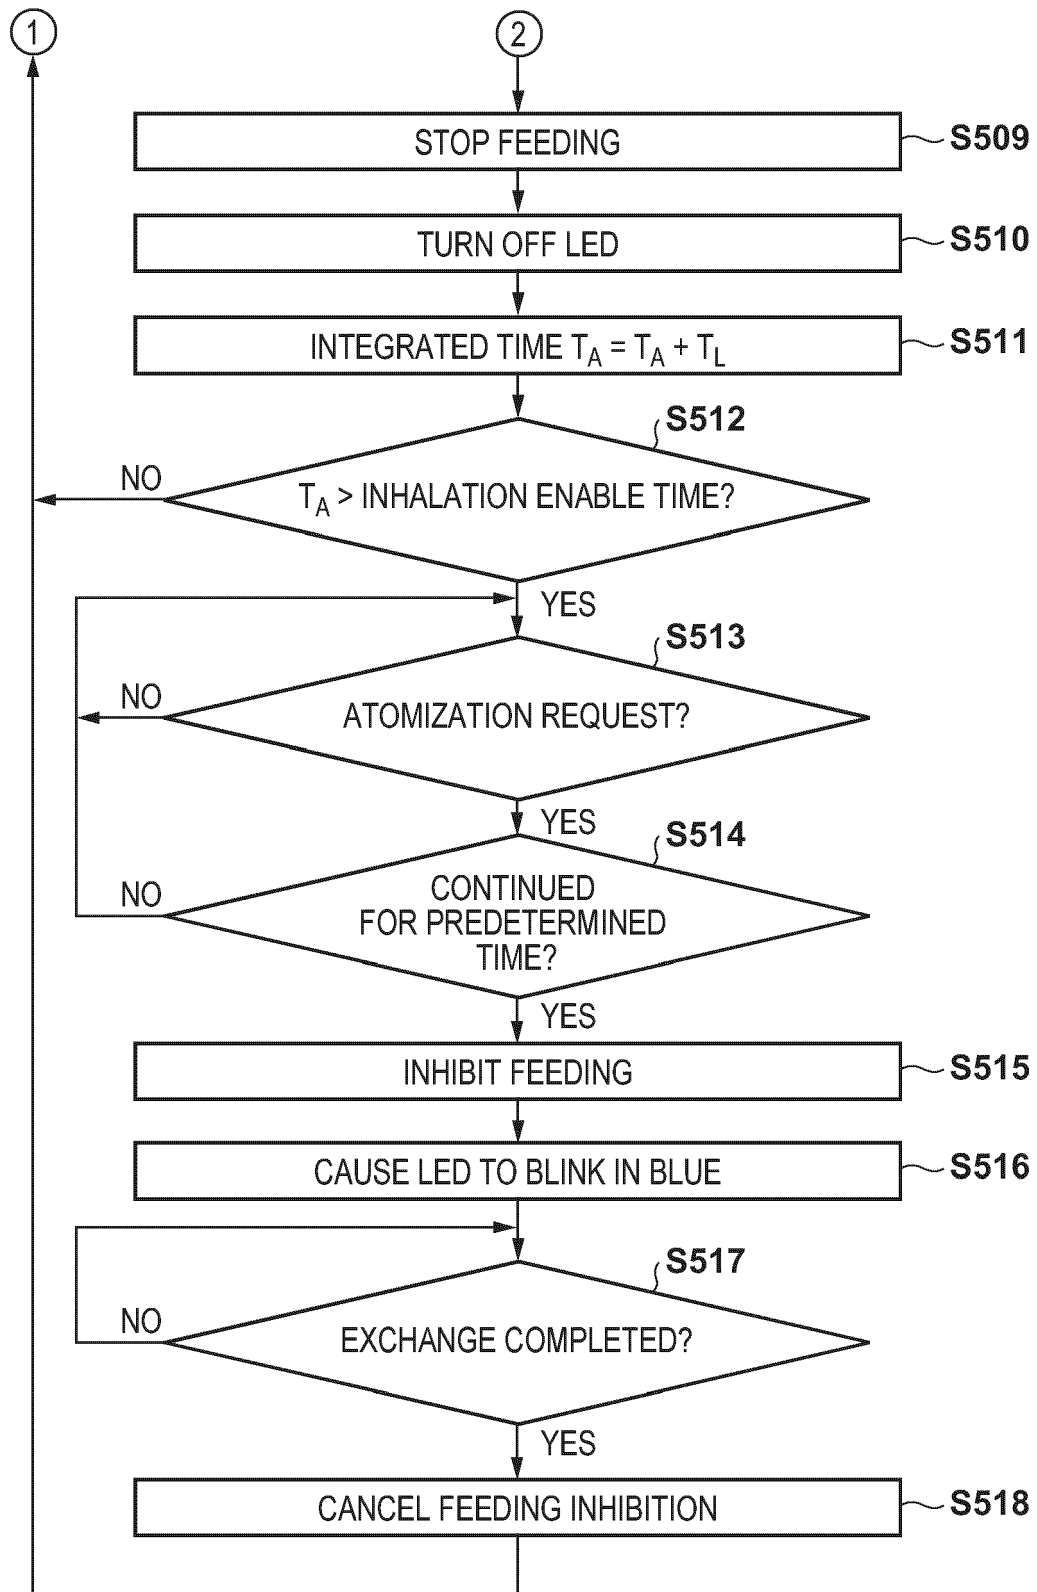 1
2
STOP FEEDING
S509
TURN OFF LED
S510
INTEGRATED TIME TA = TA + TL
S511
S512
NO
TA > INHALATION ENABLE TIME?
YES
S513
NO
ATOMIZATION REQUEST?
YES
S514
NO
CONTINUED
FOR PREDETERMINED
TIME?
YES
INHIBIT FEEDING
S515
CAUSE LED TO BLINK IN BLUE
S516
S517
NO
EXCHANGE COMPLETED?
YES
CANCEL FEEDING INHIBITION
S518